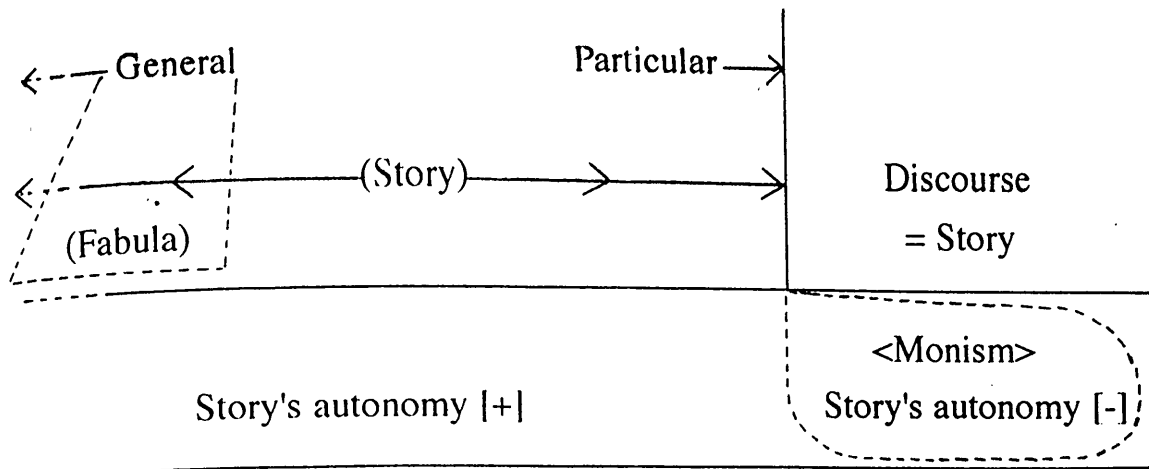 General
Particular
(Story)
Discourse
(Fabula)
= Story
<Monism>
Story's autonomy [+]
Story's autonomy [-]